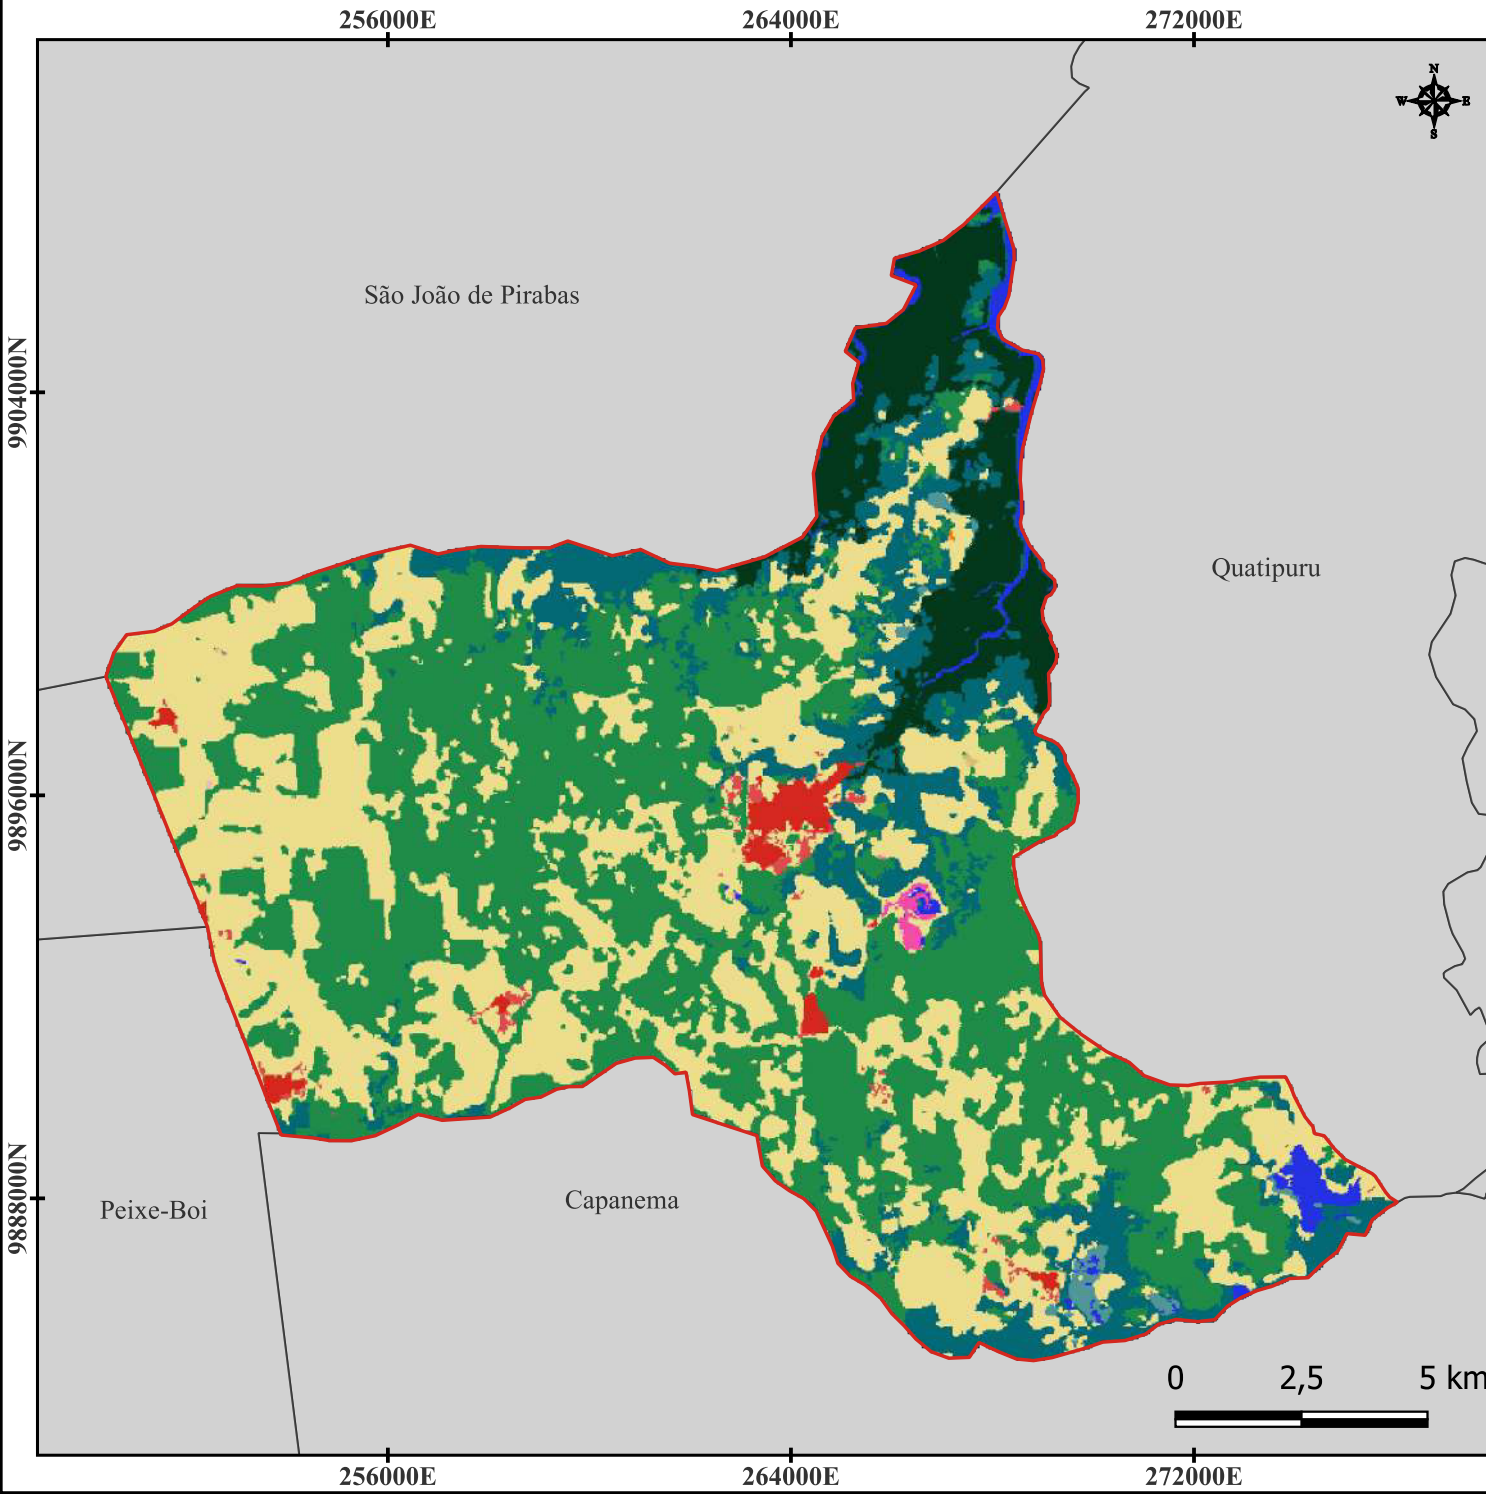 256000E 264000E 272000E
N
W E
S
São João de Pirabas
9904000N
Quatipuru
9896000N
9888000N
Peixe-Boi
Capanema
0 2,5 5 km
256000E 264000E 272000E